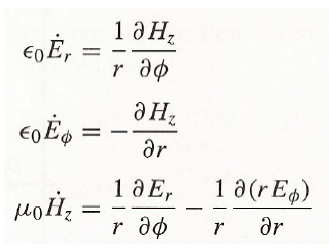 ϵ₀Ė_r = (1/r) ∂H_z/∂ϕ
ϵ₀Ė_ϕ = − ∂H_z/∂r
μ₀Ḣ_z = (1/r) ∂E_r/∂ϕ − (1/r) ∂(rE_ϕ)/∂r